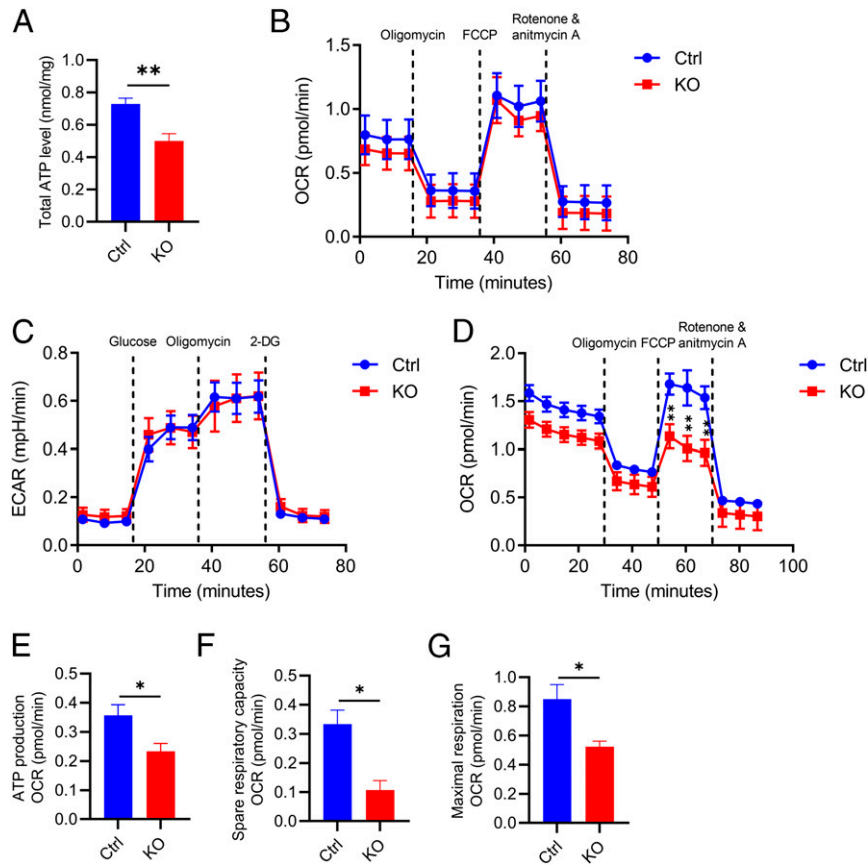 A
Total ATP level (nmol/mg)
1.0
0.8
0.6
0.4
0.2
0.0
**
Ctrl
KO
B
Oligomycin
FCCP
Rotenone &
anitmycin A
OCR (pmol/min)
1.5
1.0
0.5
0.0
0
20
40
60
80
Time (minutes)
Ctrl
KO
C
Glucose
Oligomycin
2-DG
ECAR (mpH/min)
0.8
0.6
0.4
0.2
0.0
0
20
40
60
80
Time (minutes)
Ctrl
KO
D
Oligomycin
FCCP
Rotenone &
anitmycin A
OCR (pmol/min)
2.0
1.5
1.0
0.5
0.0
**
**
**
0
20
40
60
80
100
Time (minutes)
Ctrl
KO
E
ATP production
OCR (pmol/min)
0.5
0.4
0.3
0.2
0.1
0.0
*
Ctrl
KO
F
Spare respiratory capacity
OCR (pmol/min)
0.5
0.4
0.3
0.2
0.1
0.0
*
Ctrl
KO
G
Maximal respiration
OCR (pmol/min)
1.0
0.8
0.6
0.4
0.2
0.0
*
Ctrl
KO